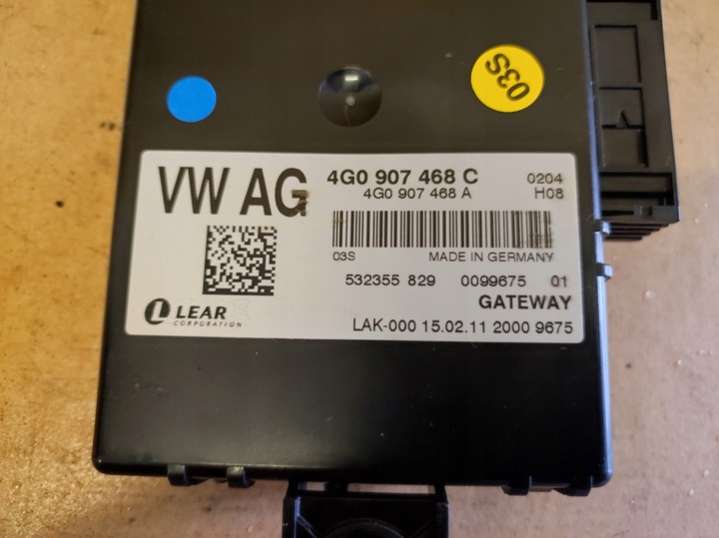 03S
VW AG
4G0 907 468 C 0204
4G0 907 468 A H08
03S MADE IN GERMANY
532355 829 0099675 01
GATEWAY
LEAR
CORPORATION
LAK-000 15.02.11 2000 9675